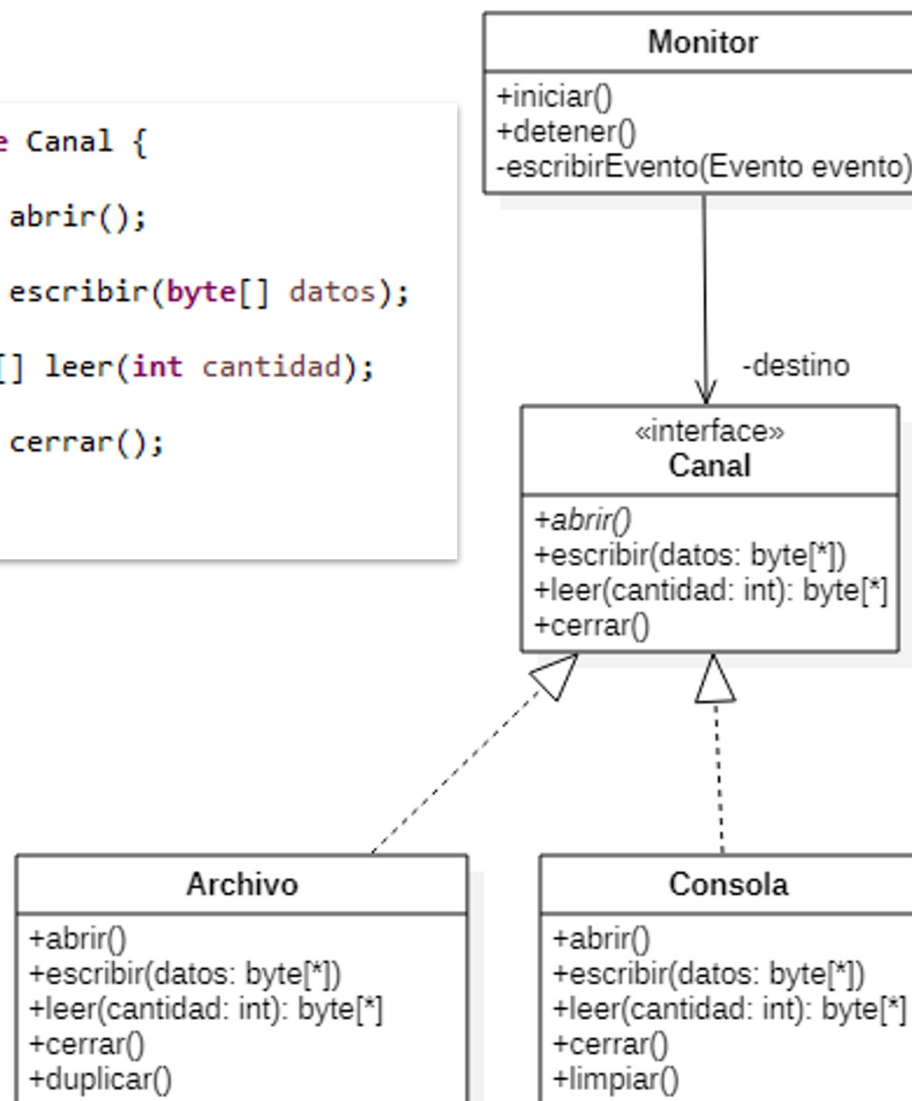 e Canal {
abrir();
escribir(byte[] datos);
[] leer(int cantidad);
cerrar();
Monitor
+iniciar()
+detener()
-escribirEvento(Evento evento)
-destino
«interface»
Canal
+abrir()
+escribir(datos: byte[*])
+leer(cantidad: int): byte[*]
+cerrar()
Archivo
+abrir()
+escribir(datos: byte[*])
+leer(cantidad: int): byte[*]
+cerrar()
+duplicar()
Consola
+abrir()
+escribir(datos: byte[*])
+leer(cantidad: int): byte[*]
+cerrar()
+limpiar()